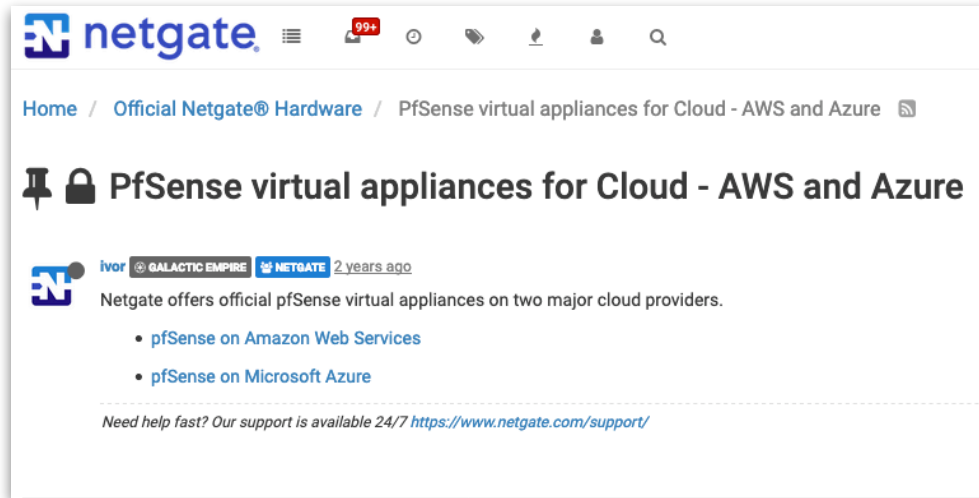 netgate®
99+
Home / Official Netgate® Hardware / PfSense virtual appliances for Cloud - AWS and Azure
PfSense virtual appliances for Cloud - AWS and Azure
ivor GALACTIC EMPIRE NETGATE 2 years ago
Netgate offers official pfSense virtual appliances on two major cloud providers.
• pfSense on Amazon Web Services
• pfSense on Microsoft Azure
Need help fast? Our support is available 24/7 https://www.netgate.com/support/